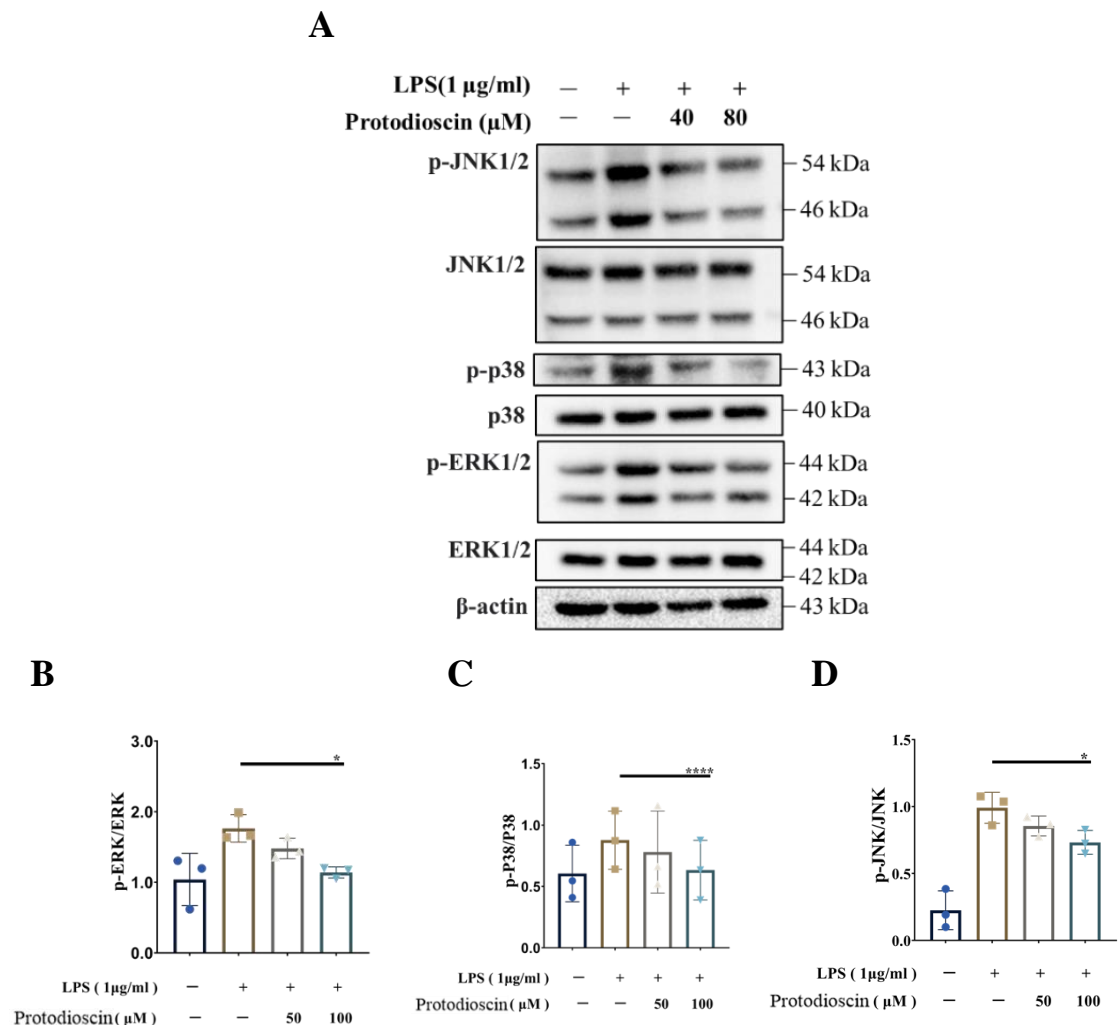 A
LPS(1 μg/ml) − + + +
Protodioscin (μM) − − 40 80
p-JNK1/2 54 kDa
46 kDa
JNK1/2 54 kDa
46 kDa
p-p38 43 kDa
p38 40 kDa
p-ERK1/2 44 kDa
42 kDa
ERK1/2 44 kDa
42 kDa
β-actin 43 kDa
B
p-ERK/ERK
3.0
2.0
1.0
0.0
*
LPS ( 1μg/ml ) − + + +
Protodioscin ( μM) − − 50 100
C
p-P38/P38
1.5
1.0
0.5
0.0
****
LPS ( 1μg/ml ) − + + +
Protodioscin ( μM) − − 50 100
D
p-JNK/JNK
1.5
1.0
0.5
0.0
*
LPS ( 1μg/ml ) − + + +
Protodioscin ( μM) − − 50 100